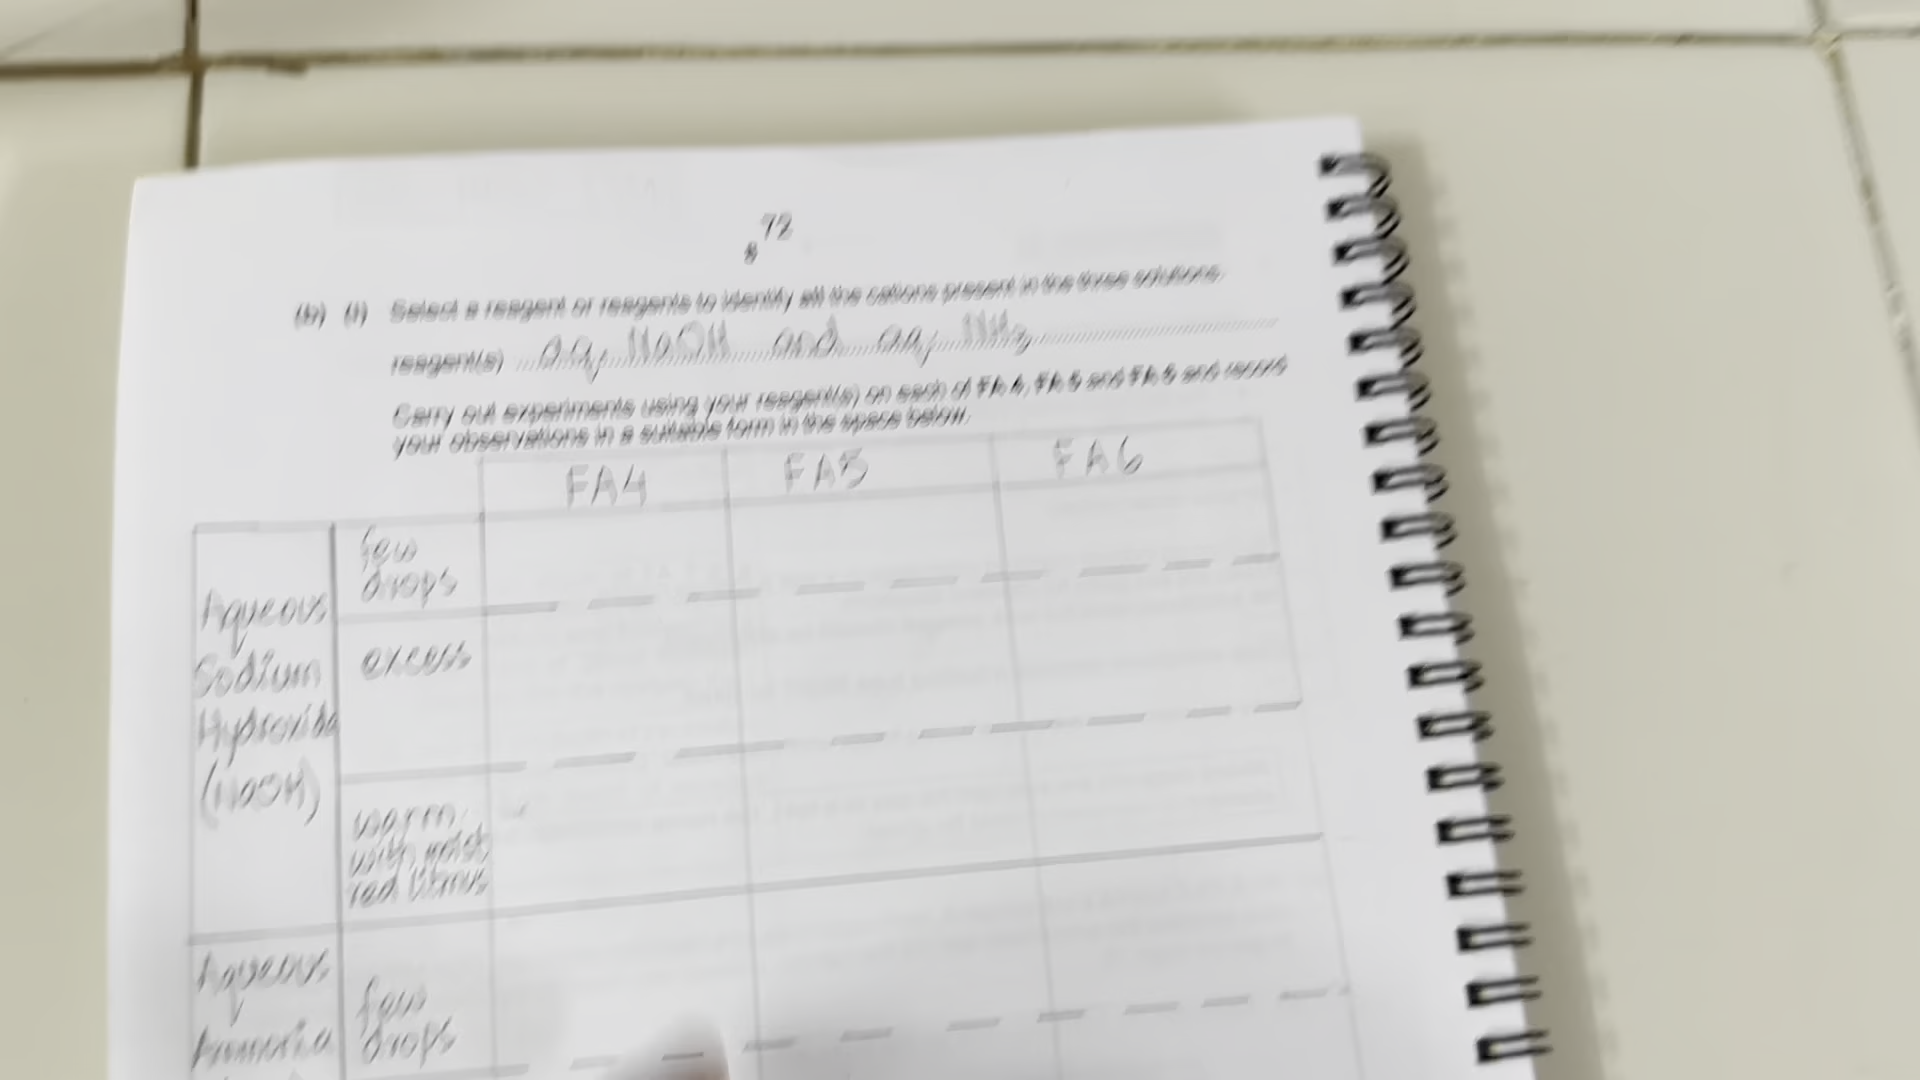 72
8
(b) (i) Select a reagent or reagents to identify all the cations present in the three solutions.
reagent(s) aq, NaOH and aq, NH3
Carry out experiments using your reagent(s) on each of FA 4, FA 5 and FA 6 and record
your observations in a suitable form in the space below.
FA4 FA5 FA6
Aqueous
Sodium
Hydroxide
(NaOH)
few
drops
excess
warm
with moist
red litmus
Aqueous
Ammonia
few
drops